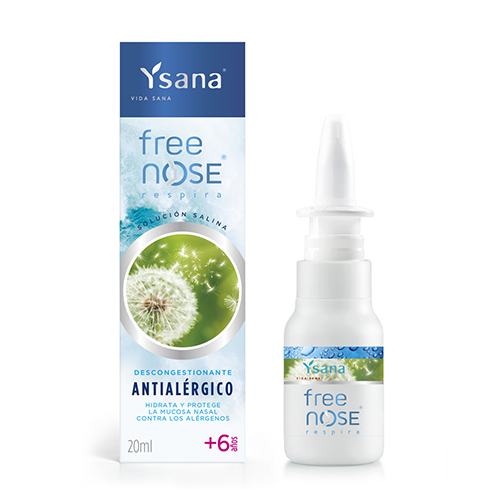 Ysana®
VIDA SANA
free
NOSE®
respira
SOLUCIÓN SALINA
DESCONGESTIONANTE
ANTIALÉRGICO
HIDRATA Y PROTEGE
LA MUCOSA NASAL
CONTRA LOS ALÉRGENOS
20ml
+6 años
Ysana
VIDA SANA
free
NOSE®
respira